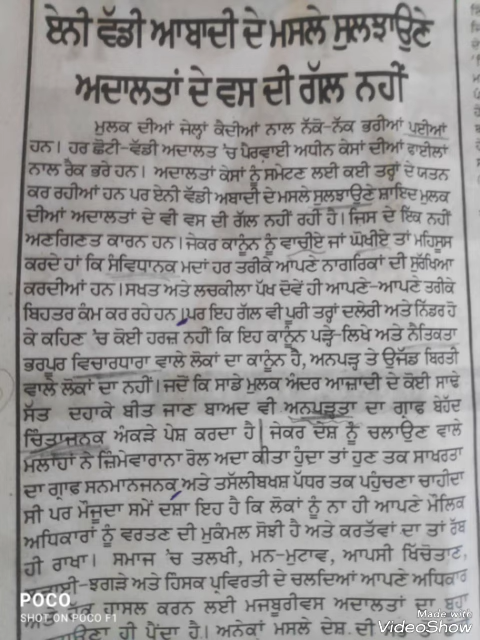 ਏਨੀ ਵੱਡੀ ਆਬਾਦੀ ਦੇ ਮਸਲੇ ਸੁਲਝਾਉਣੇ
ਅਦਾਲਤਾਂ ਦੇ ਵਸ ਦੀ ਗੱਲ ਨਹੀਂ
ਮੁਲਕ ਦੀਆਂ ਜੇਲ੍ਹਾਂ ਕੈਦੀਆਂ ਨਾਲ ਨੱਕੋ-ਨੱਕ ਭਰੀਆਂ ਪਈਆਂ
ਹਨ। ਹਰ ਛੋਟੀ-ਵੱਡੀ ਅਦਾਲਤ 'ਚ ਪੈਰਵਾਈ ਅਧੀਨ ਕੇਸਾਂ ਦੀਆਂ ਫਾਈਲਾਂ
ਨਾਲ ਰੈਕ ਭਰੇ ਹਨ। ਅਦਾਲਤਾਂ ਕੇਸਾਂ ਨੂੰ ਸਮੇਟਣ ਲਈ ਕਈ ਤਰ੍ਹਾਂ ਦੇ ਯਤਨ
ਕਰ ਰਹੀਆਂ ਹਨ ਪਰ ਏਨੀ ਵੱਡੀ ਅਬਾਦੀ ਦੇ ਮਸਲੇ ਸੁਲਝਾਉਣੇ ਸ਼ਾਇਦ ਮੁਲਕ
ਦੀਆਂ ਅਦਾਲਤਾਂ ਦੇ ਵੀ ਵਸ ਦੀ ਗੱਲ ਨਹੀਂ ਰਹੀ ਹੈ। ਜਿਸ ਦੇ ਇੱਕ ਨਹੀਂ
ਅਣਗਿਣਤ ਕਾਰਨ ਹਨ। ਜੇਕਰ ਕਾਨੂੰਨ ਨੂੰ ਵਾਚੀਏ ਜਾਂ ਘੋਖੀਏ ਤਾਂ ਮਹਿਸੂਸ
ਕਰਦੇ ਹਾਂ ਕਿ ਸੰਵਿਧਾਨਕ ਮਦਾਂ ਹਰ ਤਰੀਕੇ ਆਪਣੇ ਨਾਗਰਿਕਾਂ ਦੀ ਸੁਰੱਖਿਆ
ਕਰਦੀਆਂ ਹਨ। ਸਖਤ ਅਤੇ ਲਚਕੀਲਾ ਪੱਖ ਦੋਵੇਂ ਹੀ ਆਪਣੇ-ਆਪਣੇ ਤਰੀਕੇ
ਬਿਹਤਰ ਕੰਮ ਕਰ ਰਹੇ ਹਨ। ਪਰ ਇਹ ਗੱਲ ਵੀ ਪੂਰੀ ਤਰ੍ਹਾਂ ਦਲੇਰੀ ਅਤੇ ਨਿੱਡਰ ਹੋ
ਕੇ ਕਹਿਣ 'ਚ ਕੋਈ ਹਰਜ਼ ਨਹੀਂ ਕਿ ਇਹ ਕਾਨੂੰਨ ਪੜ੍ਹੇ-ਲਿਖੇ ਅਤੇ ਨੈਤਿਕਤਾ
ਭਰਪੂਰ ਵਿਚਾਰਧਾਰਾ ਵਾਲੇ ਲੋਕਾਂ ਦਾ ਕਾਨੂੰਨ ਹੈ, ਅਨਪੜ੍ਹ ਤੇ ਉਜੱਡ ਬਿਰਤੀ
ਵਾਲੇ ਲੋਕਾਂ ਦਾ ਨਹੀਂ। ਜਦੋਂ ਕਿ ਸਾਡੇ ਮੁਲਕ ਅੰਦਰ ਆਜ਼ਾਦੀ ਦੇ ਕੋਈ ਸਾਢੇ
ਸੱਤ ਦਹਾਕੇ ਬੀਤ ਜਾਣ ਬਾਅਦ ਵੀ ਅਨਪੜ੍ਹਤਾ ਦਾ ਗ੍ਰਾਫ ਬੇਹੱਦ
ਚਿੰਤਾਜਨਕ ਅੰਕੜੇ ਪੇਸ਼ ਕਰਦਾ ਹੈ। ਜੇਕਰ ਦੇਸ਼ ਨੂੰ ਚਲਾਉਣ ਵਾਲੇ
ਮਲਾਹਾਂ ਨੇ ਜ਼ਿਮੇਵਾਰਾਨਾ ਰੋਲ ਅਦਾ ਕੀਤਾ ਹੁੰਦਾ ਤਾਂ ਹੁਣ ਤਕ ਸਾਖਰਤਾ
ਦਾ ਗ੍ਰਾਫ ਸਨਮਾਨਜਨਕ ਅਤੇ ਤਸੱਲੀਬਖਸ਼ ਪੱਧਰ ਤਕ ਪਹੁੰਚਣਾ ਚਾਹੀਦਾ
ਸੀ ਪਰ ਮੌਜੂਦਾ ਸਮੇਂ ਦਸ਼ਾ ਇਹ ਹੈ ਕਿ ਲੋਕਾਂ ਨੂੰ ਨਾ ਹੀ ਆਪਣੇ ਮੌਲਿਕ
ਅਧਿਕਾਰਾਂ ਨੂੰ ਵਰਤਣ ਦੀ ਮੁਕੰਮਲ ਸੋਝੀ ਹੈ ਅਤੇ ਕਰਤੱਵਾਂ ਦਾ ਤਾਂ ਰੱਬ
ਹੀ ਰਾਖਾ। ਸਮਾਜ 'ਚ ਤਲਖੀ, ਮਨ-ਮੁਟਾਵ, ਆਪਸੀ ਖਿੱਚੋਤਾਣ,
-ਝਗੜੇ ਅਤੇ ਹਿੰਸਕ ਪ੍ਰਵਿਰਤੀ ਦੇ ਚਲਦਿਆਂ ਆਪਣੇ ਅਧਿਕਾਰ
ਹਾਸਲ ਕਰਨ ਲਈ ਮਜਬੂਰੀਵਸ ਅਦਾਲਤਾਂ
ਹੀ ਪੈਂਦਾ ਹੈ। ਅਨੇਕਾਂ ਮਸਲੇ ਦੇਸ਼ ਦੀ
POCO
SHOT ON POCO F1
Made with
VideoShow